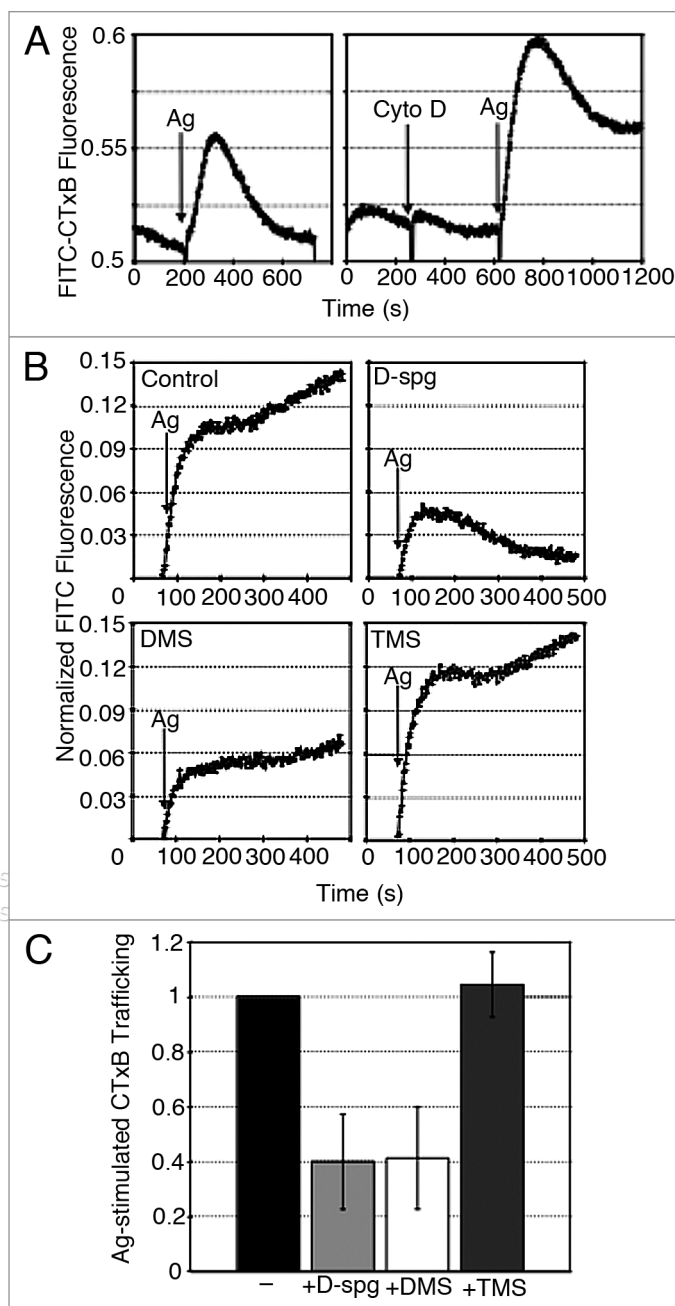 A
FITC-CTxB Fluorescence
0.6
0.55
0.5
Ag
0 200 400 600
Cyto D
Ag
0 200 400 600 800 1000 1200
Time (s)
B
Normalized FITC Fluorescence
0.15
0.12
0.09
0.06
0.03
Control
Ag
0 100 200 300 400
D-spg
Ag
0 100 200 300 400 500
0.15
0.12
0.09
0.06
0.03
DMS
Ag
0 100 200 300 400
TMS
Ag
0 100 200 300 400 500
Time (s)
C
Ag-stimulated CTxB Trafficking
1.2
1
0.8
0.6
0.4
0.2
0
– +D-spg +DMS +TMS